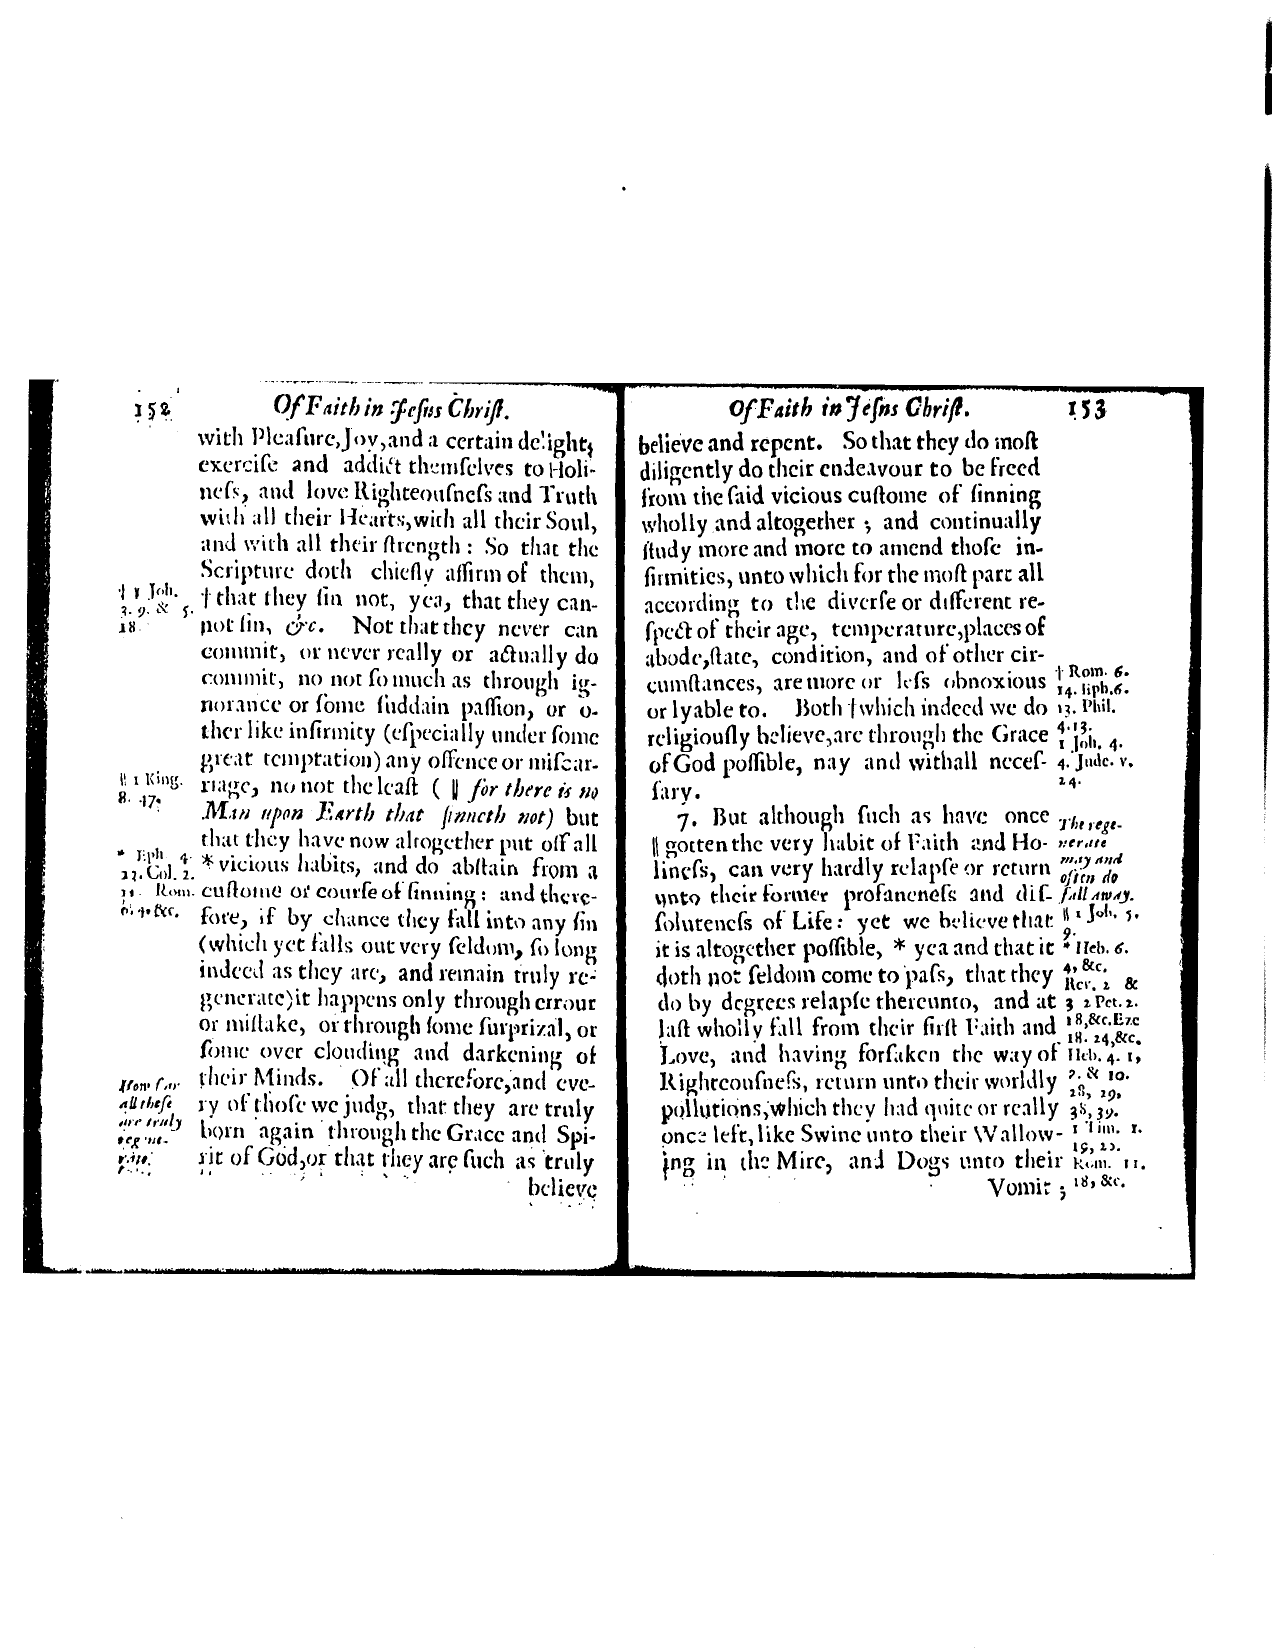 152
Of Faith in Jeſus Chriſt.
with Pleaſure, Joy, and a certain delight,
exerciſe and addict themſelves to Holi-
neſs, and love Righteouſneſs and Truth
with all their Hearts, with all their Soul,
and with all their ſtrength : So that the
Scripture doth chiefly affirm of them,
† that they ſin not, yea, that they can-
not ſin, &c. Not that they never can
commit, or never really or actually do
commit, no not ſo much as through ig-
norance or ſome ſuddain paſſion, or o-
ther like infirmity (eſpecially under ſome
great temptation) any offence or miſcar-
riage, no not the leaſt ( || for there is no
Man upon Earth that ſinneth not) but
that they have now altogether put off all
* vicious habits, and do abſtain from a
cuſtome or courſe of ſinning : and there-
fore, if by chance they fall into any ſin
(which yet falls out very ſeldom, ſo long
indeed as they are, and remain truly re-
generate) it happens only through errour
or miſtake, or through ſome ſurprizal, or
ſome over clouding and darkening of
their Minds. Of all therefore, and eve-
ry of thoſe we judg, that they are truly
born again through the Grace and Spi-
rit of God, or that they are ſuch as truly
believe
† 1 Joh.
3. 9. & 5.
18.
|| 1 King.
8. 47.
* Eph. 4.
Col. 2.
11. Rom.
&c.
How far
all theſe
are truly
153
Of Faith in Jeſus Chriſt.
believe and repent. So that they do moſt
diligently do their endeavour to be freed
from the ſaid vicious cuſtome of ſinning
wholly and altogether ; and continually
ſtudy more and more to amend thoſe in-
firmities, unto which for the moſt part all
according to the diverſe or different re-
ſpect of their age, temperature, places of
abode, ſtate, condition, and of other cir-
cumſtances, are more or leſs obnoxious
or lyable to. Both † which indeed we do
religiouſly believe, are through the Grace
of God poſſible, nay and withall neceſ-
ſary.
7. But although ſuch as have once
|| gotten the very habit of Faith and Ho-
lineſs, can very hardly relapſe or return
unto their former profaneneſs and diſ-
ſoluteneſs of Life : yet we believe that
it is altogether poſſible, * yea and that it
doth not ſeldom come to paſs, that they
do by degrees relapſe thereunto, and at
laſt wholly fall from their firſt Faith and
Love, and having forſaken the way of
Righteouſneſs, return unto their worldly
pollutions, which they had quite or really
once left, like Swine unto their Wallow-
ing in the Mire, and Dogs unto their
Vomit ;
† Rom. 6.
14. Eph. 6.
13. Phil.
4. 13.
1 Joh. 4.
4. Jude. v.
24.
The rege-
nerate
may and
often do
fall away.
|| 1 Joh. 5.
9.
* Heb. 6.
4, &c.
Rev. 2 &
3 2 Pet. 2.
18, &c. Eze
18. 24, &c.
Heb. 4. 1,
&. 10.
28, 29,
38, 39.
1 Tim. 1.
19,
Rom. 11.
18, &c.